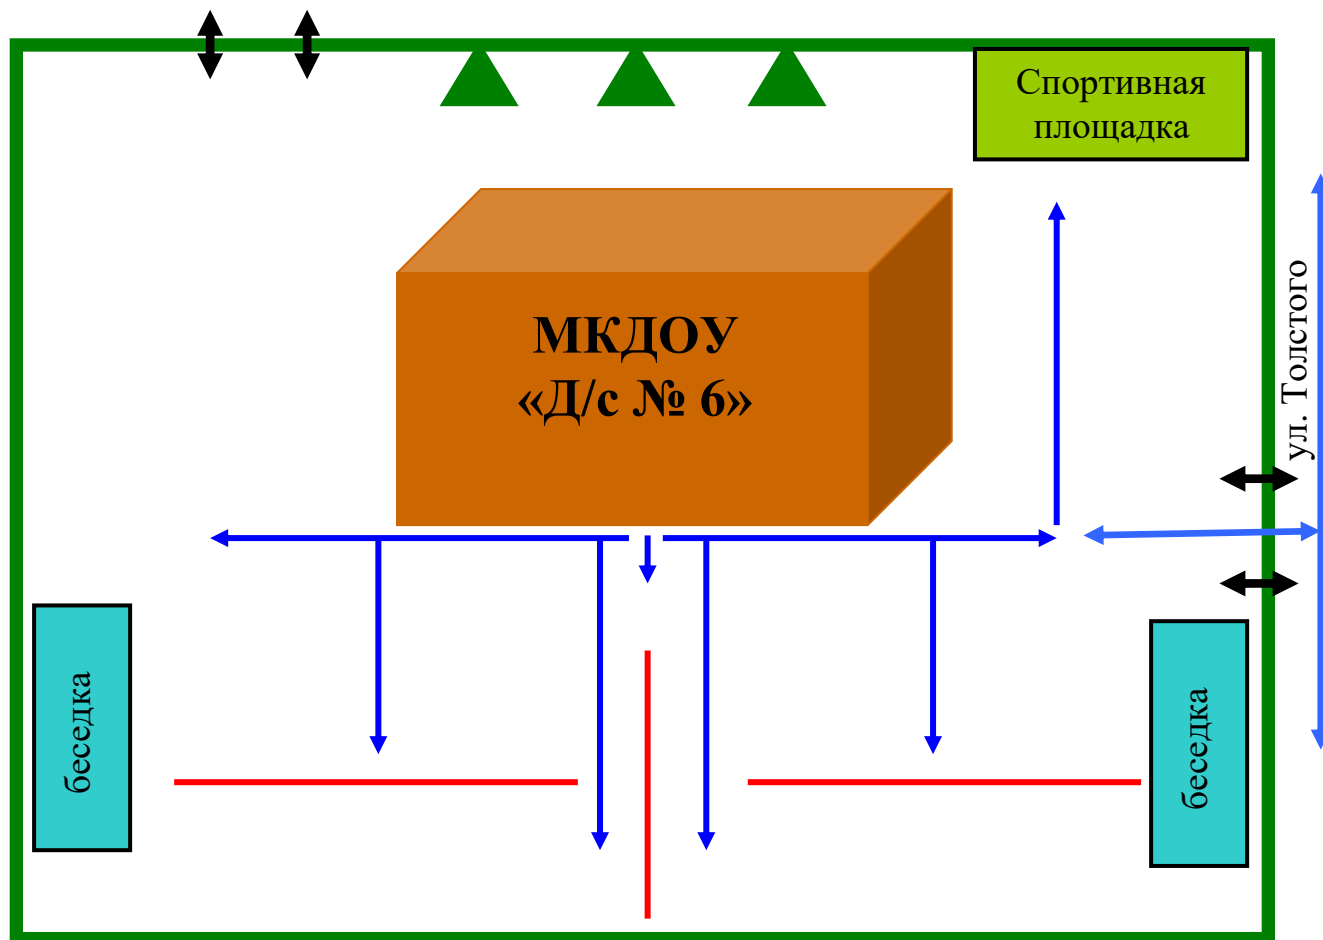 Спортивная
площадка
МКДОУ
«Д/с № 6»
ул. Толстого
беседка
беседка